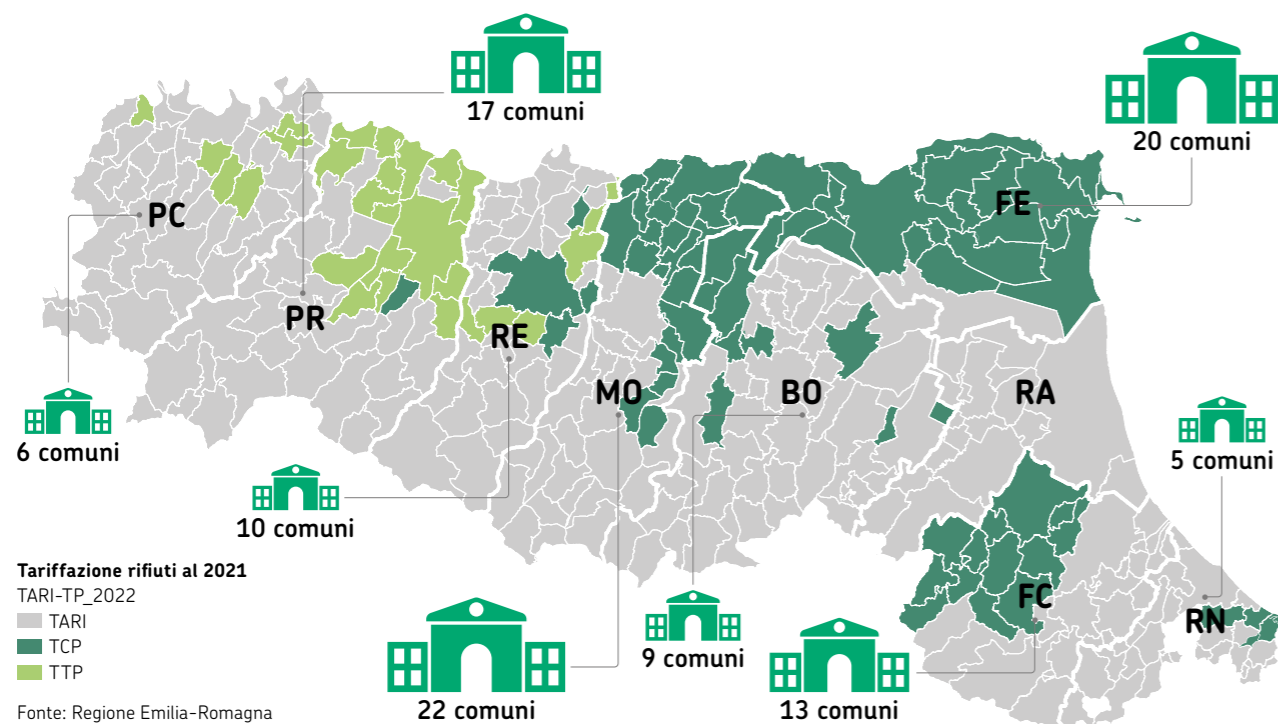 17 comuni
20 comuni
FE
PC
PR
RE
MO
BO
RA
6 comuni
5 comuni
10 comuni
FC
RN
9 comuni
22 comuni
13 comuni
Tariffazione rifiuti al 2021
TARI-TP_2022
TARI
TCP
TTP
Fonte: Regione Emilia-Romagna